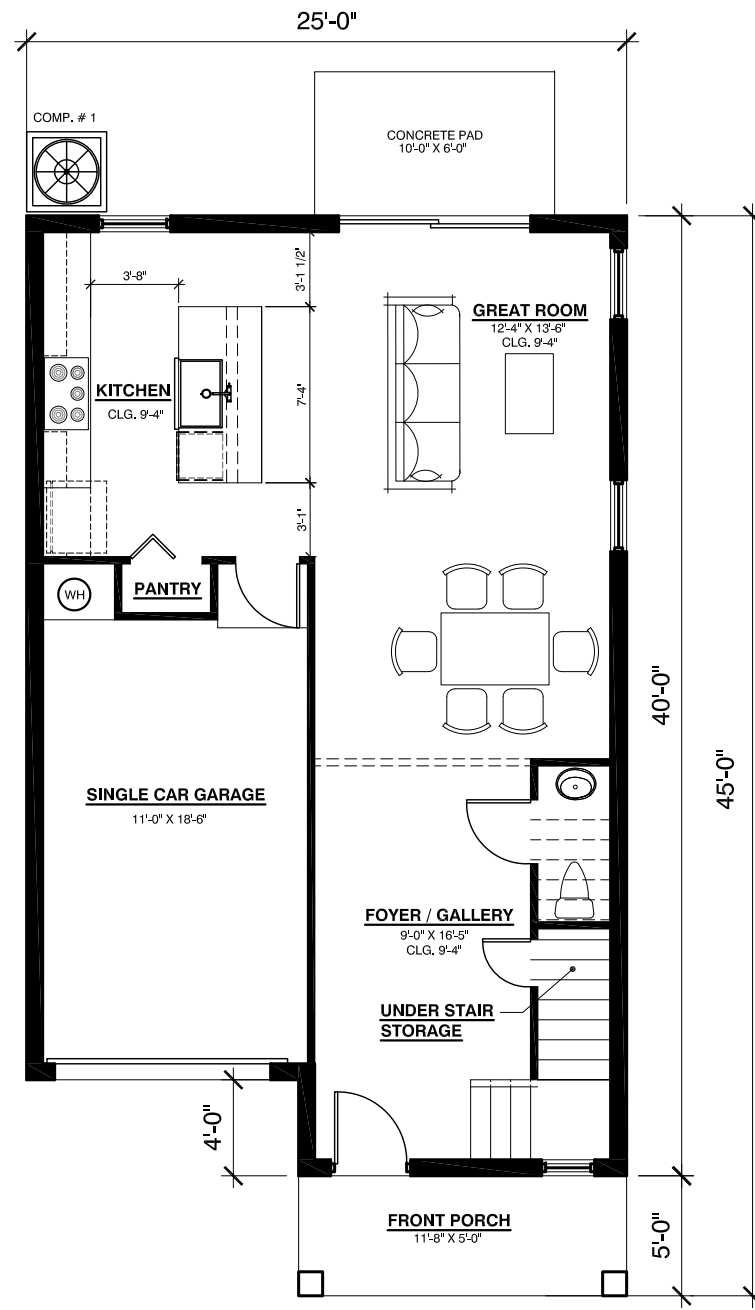 25'-0"
COMP. # 1
CONCRETE PAD
10'-0" X 6'-0"
3'-8"
3'-1 1/2"
GREAT ROOM
12'-4" X 13'-6"
CLG. 9'-4"
KITCHEN
CLG. 9'-4"
7'-4"
3'-1"
WH
PANTRY
40'-0"
45'-0"
SINGLE CAR GARAGE
11'-0" X 18'-6"
FOYER / GALLERY
9'-0" X 16'-5"
CLG. 9'-4"
UNDER STAIR
STORAGE
4'-0"
FRONT PORCH
11'-8" X 5'-0"
5'-0"